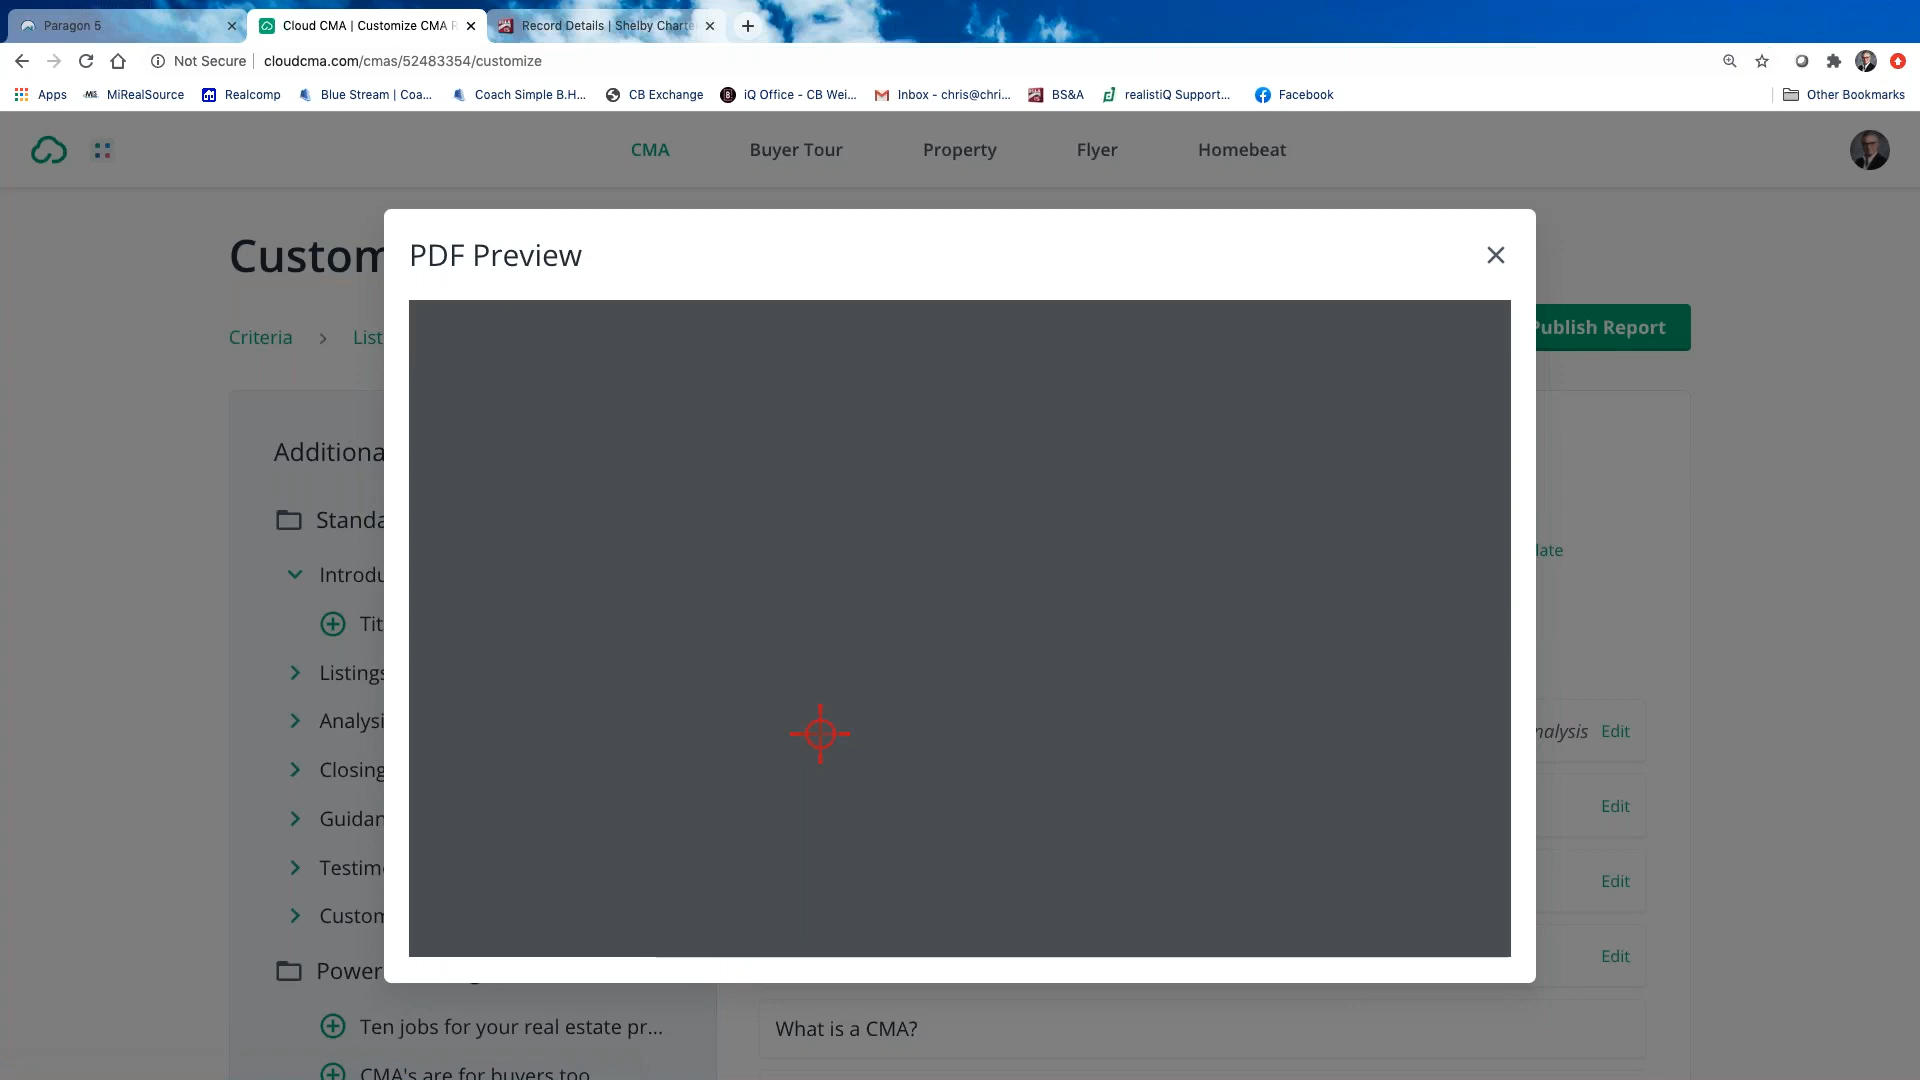 Paragon 5
Cloud CMA | Customize CMA R
Record Details | Shelby Charte
Not Secure
cloudcma.com/cmas/52483354/customize
Apps
MiRealSource
Realcomp
Blue Stream | Coa...
Coach Simple B.H...
CB Exchange
iQ Office - CB Wei...
Inbox - chris@chri...
BS&A
realistiQ Support...
Facebook
Other Bookmarks
CMA
Buyer Tour
Property
Flyer
Homebeat
Custom
PDF Preview
Criteria
List
Publish Report
Additiona
Standa
late
Introdu
Tit
Listings
Analysi
nalysis
Edit
Closing
Edit
Guidan
Testim
Edit
Custom
Edit
Power
Ten jobs for your real estate pr...
What is a CMA?
CMA's are for buyers too